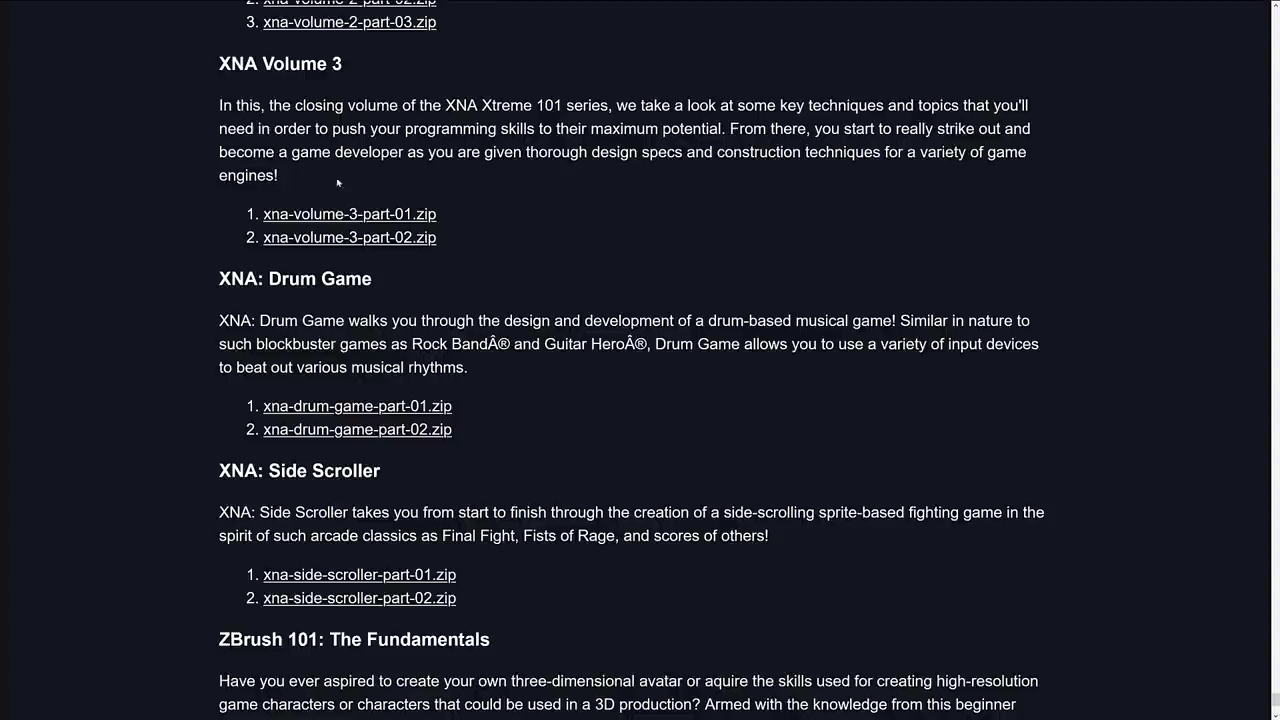 2. xna-volume-2-part-02.zip
3. xna-volume-2-part-03.zip
XNA Volume 3
In this, the closing volume of the XNA Xtreme 101 series, we take a look at some key techniques and topics that you'll
need in order to push your programming skills to their maximum potential. From there, you start to really strike out and
become a game developer as you are given thorough design specs and construction techniques for a variety of game
engines!
1. xna-volume-3-part-01.zip
2. xna-volume-3-part-02.zip
XNA: Drum Game
XNA: Drum Game walks you through the design and development of a drum-based musical game! Similar in nature to
such blockbuster games as Rock BandÂ® and Guitar HeroÂ®, Drum Game allows you to use a variety of input devices
to beat out various musical rhythms.
1. xna-drum-game-part-01.zip
2. xna-drum-game-part-02.zip
XNA: Side Scroller
XNA: Side Scroller takes you from start to finish through the creation of a side-scrolling sprite-based fighting game in the
spirit of such arcade classics as Final Fight, Fists of Rage, and scores of others!
1. xna-side-scroller-part-01.zip
2. xna-side-scroller-part-02.zip
ZBrush 101: The Fundamentals
Have you ever aspired to create your own three-dimensional avatar or aquire the skills used for creating high-resolution
game characters or characters that could be used in a 3D production? Armed with the knowledge from this beginner